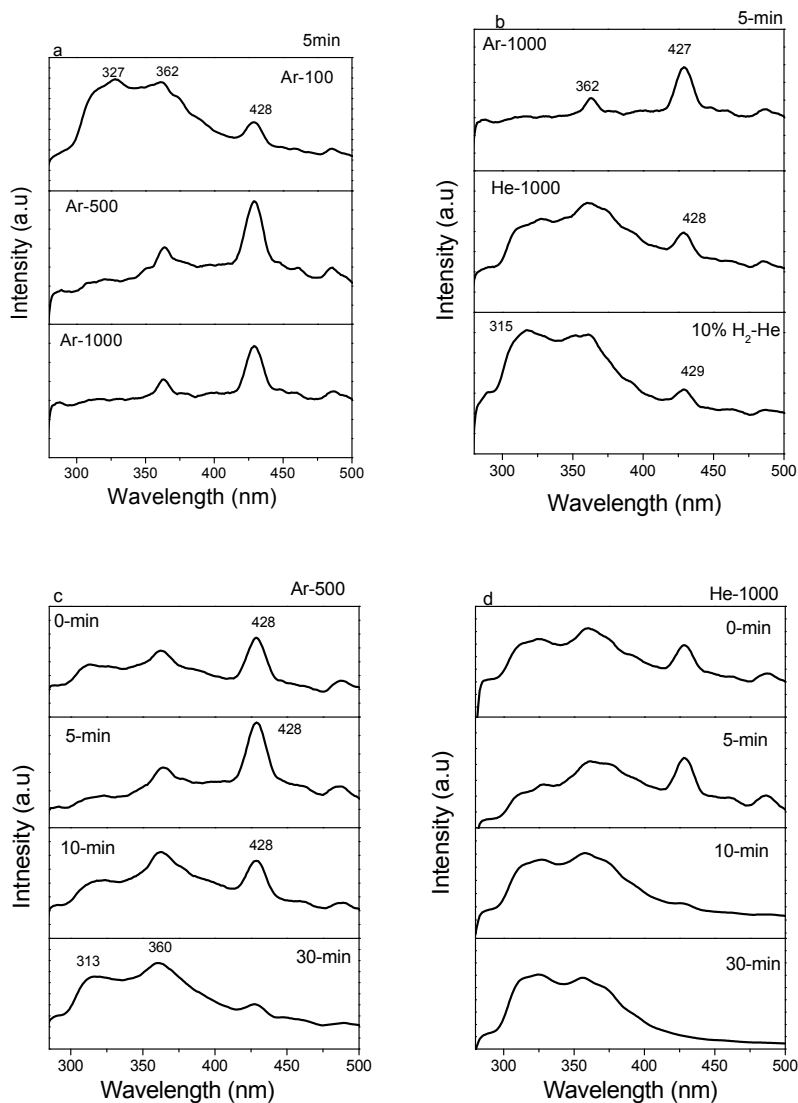 a
5min
327
362
Ar-100
428
Ar-500
Ar-1000
Intensity (a.u)
250 300 350 400 450 500
Wavelength (nm)
b
5-min
Ar-1000
427
362
He-1000
428
315
10% H₂-He
429
Intensity (a.u)
300 350 400 450 500
Wavelength (nm)
c
Ar-500
0-min
428
5-min
428
10-min
428
30-min
313
360
Intnesity (a.u)
300 350 400 450 500
Wavelength (nm)
d
He-1000
0-min
5-min
10-min
30-min
Intensity (a.u)
300 350 400 450 500
Wavelength (nm)